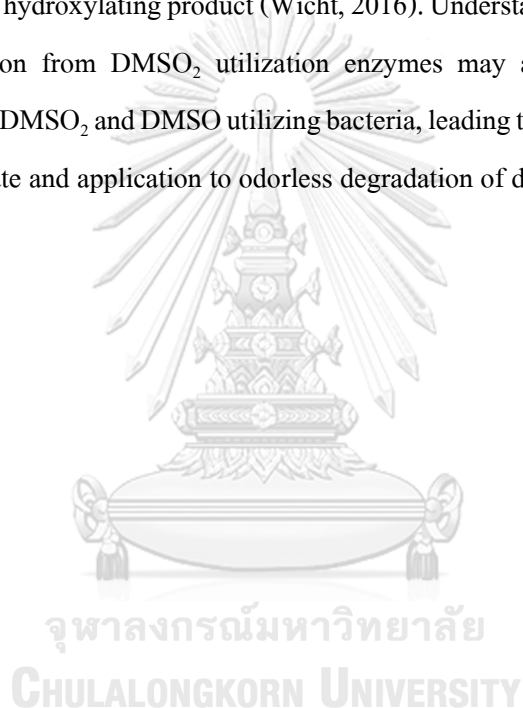 hydroxylating product (Wicht, 2016). Understa
on from DMSO₂ utilization enzymes may a
DMSO₂ and DMSO utilizing bacteria, leading t
te and application to odorless degradation of d
จุฬาลงกรณ์มหาวิทยาลัย
CHULALONGKORN UNIVERSITY